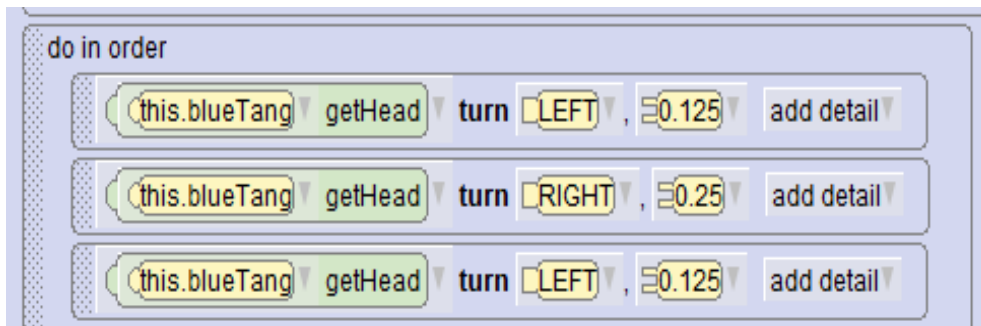 do in order
this.blueTang getHead turn LEFT , 0.125 add detail
this.blueTang getHead turn RIGHT , 0.25 add detail
this.blueTang getHead turn LEFT , 0.125 add detail